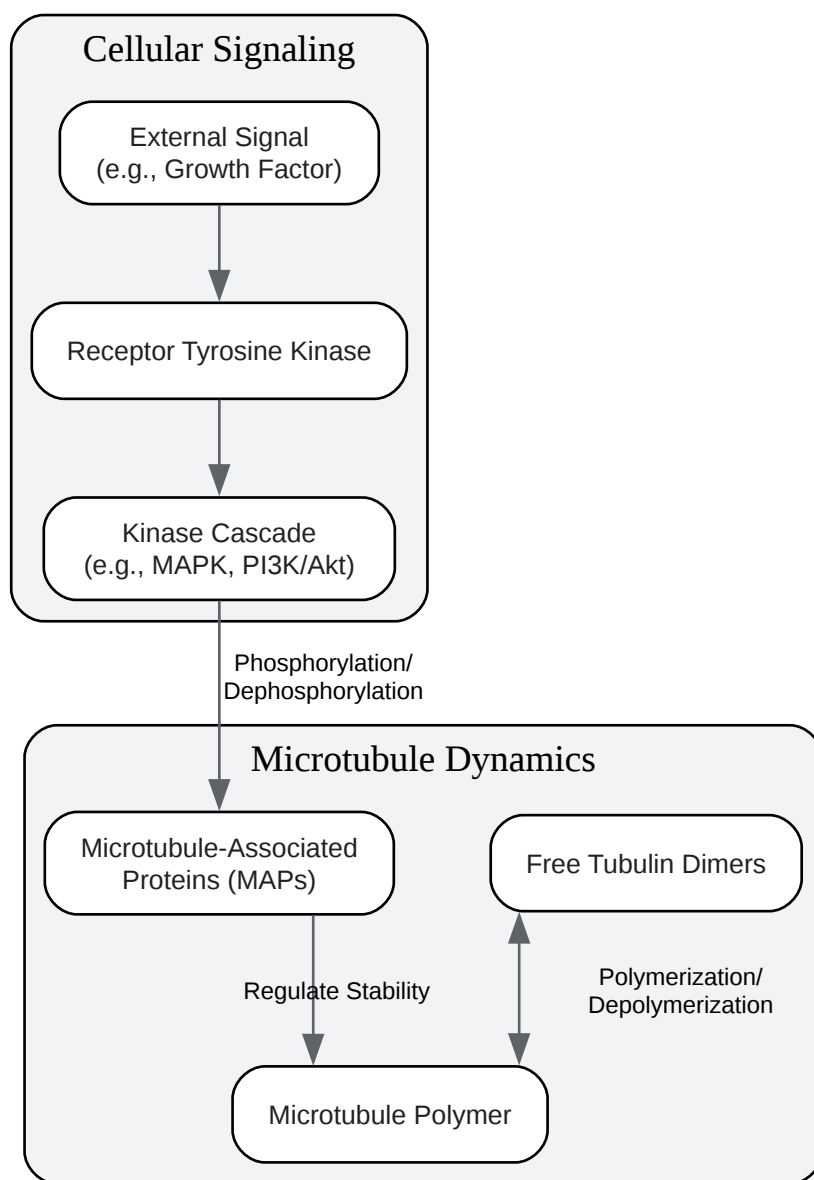 Cellular Signaling
External Signal
(e.g., Growth Factor)
Receptor Tyrosine Kinase
Kinase Cascade
(e.g., MAPK, PI3K/Akt)
Phosphorylation/
Dephosphorylation
Microtubule Dynamics
Microtubule-Associated
Proteins (MAPs)
Free Tubulin Dimers
Regulate Stability
Polymerization/
Depolymerization
Microtubule Polymer